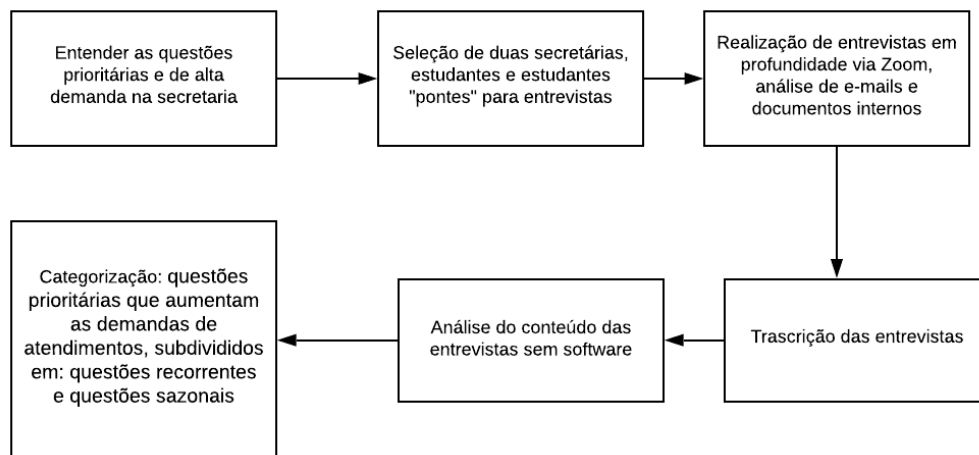 Entender as questões
prioritárias e de alta
demanda na secretaria
Seleção de duas secretárias,
estudantes e estudantes
"pontes" para entrevistas
Realização de entrevistas em
profundidade via Zoom,
análise de e-mails e
documentos internos
Trascrição das entrevistas
Análise do conteúdo das
entrevistas sem software
Categorização: questões
prioritárias que aumentam
as demandas de
atendimentos, subdivididos
em: questões recorrentes
e questões sazonais